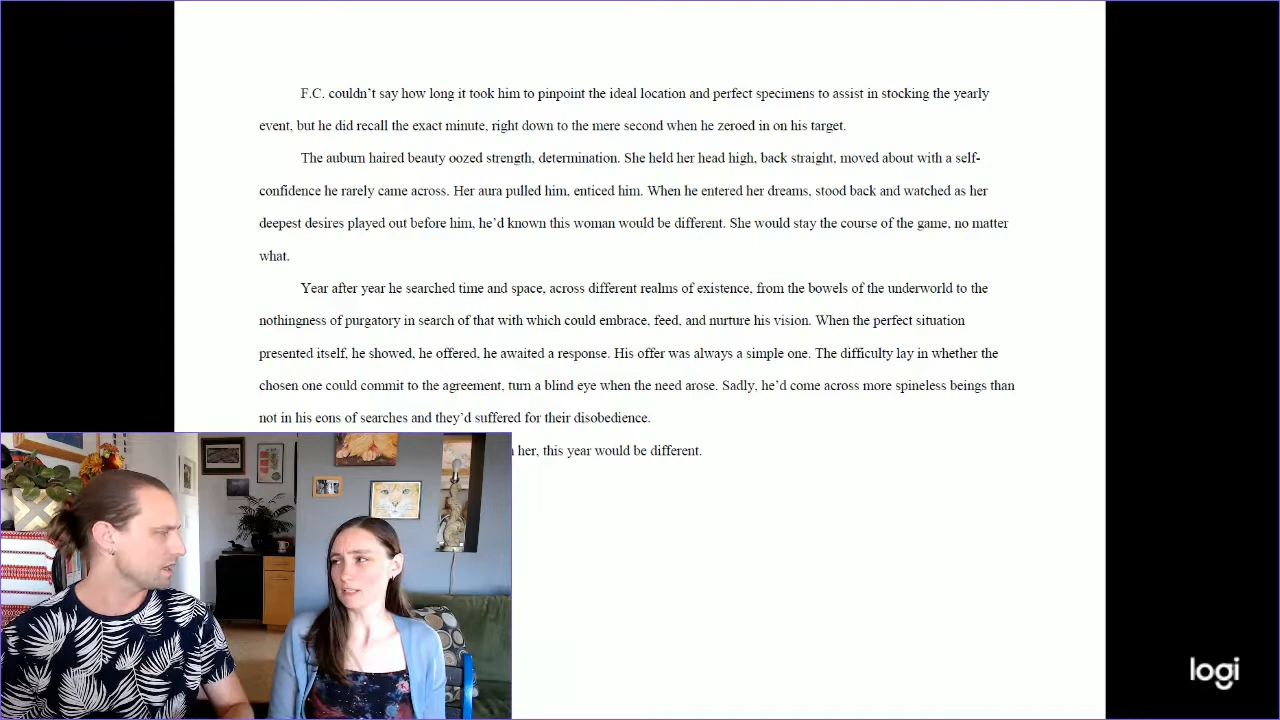 F.C. couldn’t say how long it took him to pinpoint the ideal location and perfect specimens to assist in stocking the yearly
event, but he did recall the exact minute, right down to the mere second when he zeroed in on his target.
The auburn haired beauty oozed strength, determination. She held her head high, back straight, moved about with a self-
confidence he rarely came across. Her aura pulled him, enticed him. When he entered her dreams, stood back and watched as her
deepest desires played out before him, he’d known this woman would be different. She would stay the course of the game, no matter
what.
Year after year he searched time and space, across different realms of existence, from the bowels of the underworld to the
nothingness of purgatory in search of that with which could embrace, feed, and nurture his vision. When the perfect situation
presented itself, he showed, he offered, he awaited a response. His offer was always a simple one. The difficulty lay in whether the
chosen one could commit to the agreement, turn a blind eye when the need arose. Sadly, he’d come across more spineless beings than
not in his eons of searches and they’d suffered for their disobedience.
her, this year would be different.
logi